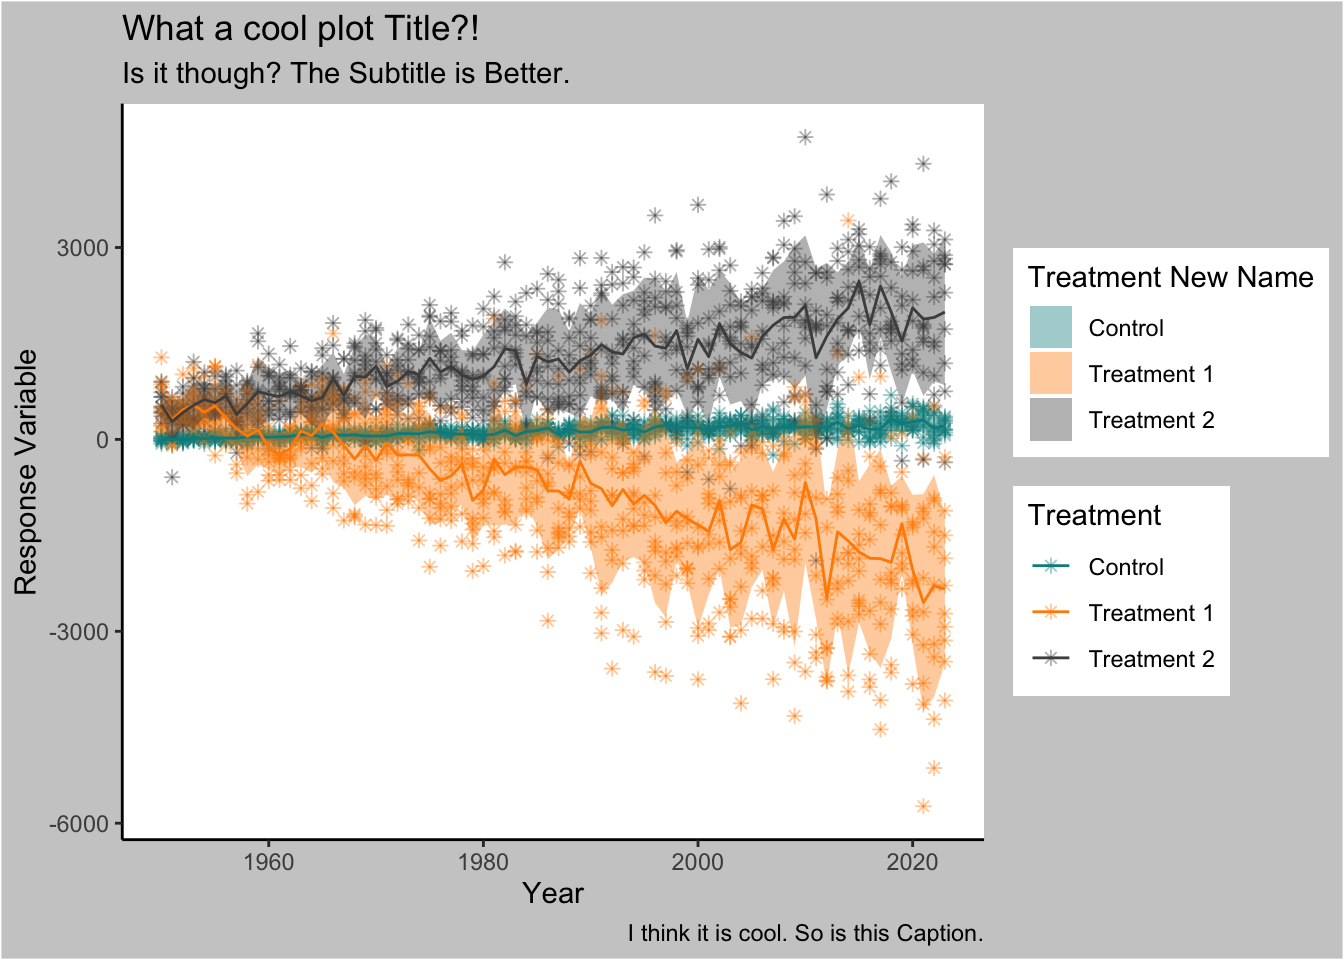 What a cool plot Title?!
Is it though? The Subtitle is Better.
Response Variable
3000
0
-3000
-6000
1960 1980 2000 2020
Year
I think it is cool. So is this Caption.
Treatment New Name
Control
Treatment 1
Treatment 2
Treatment
Control
Treatment 1
Treatment 2